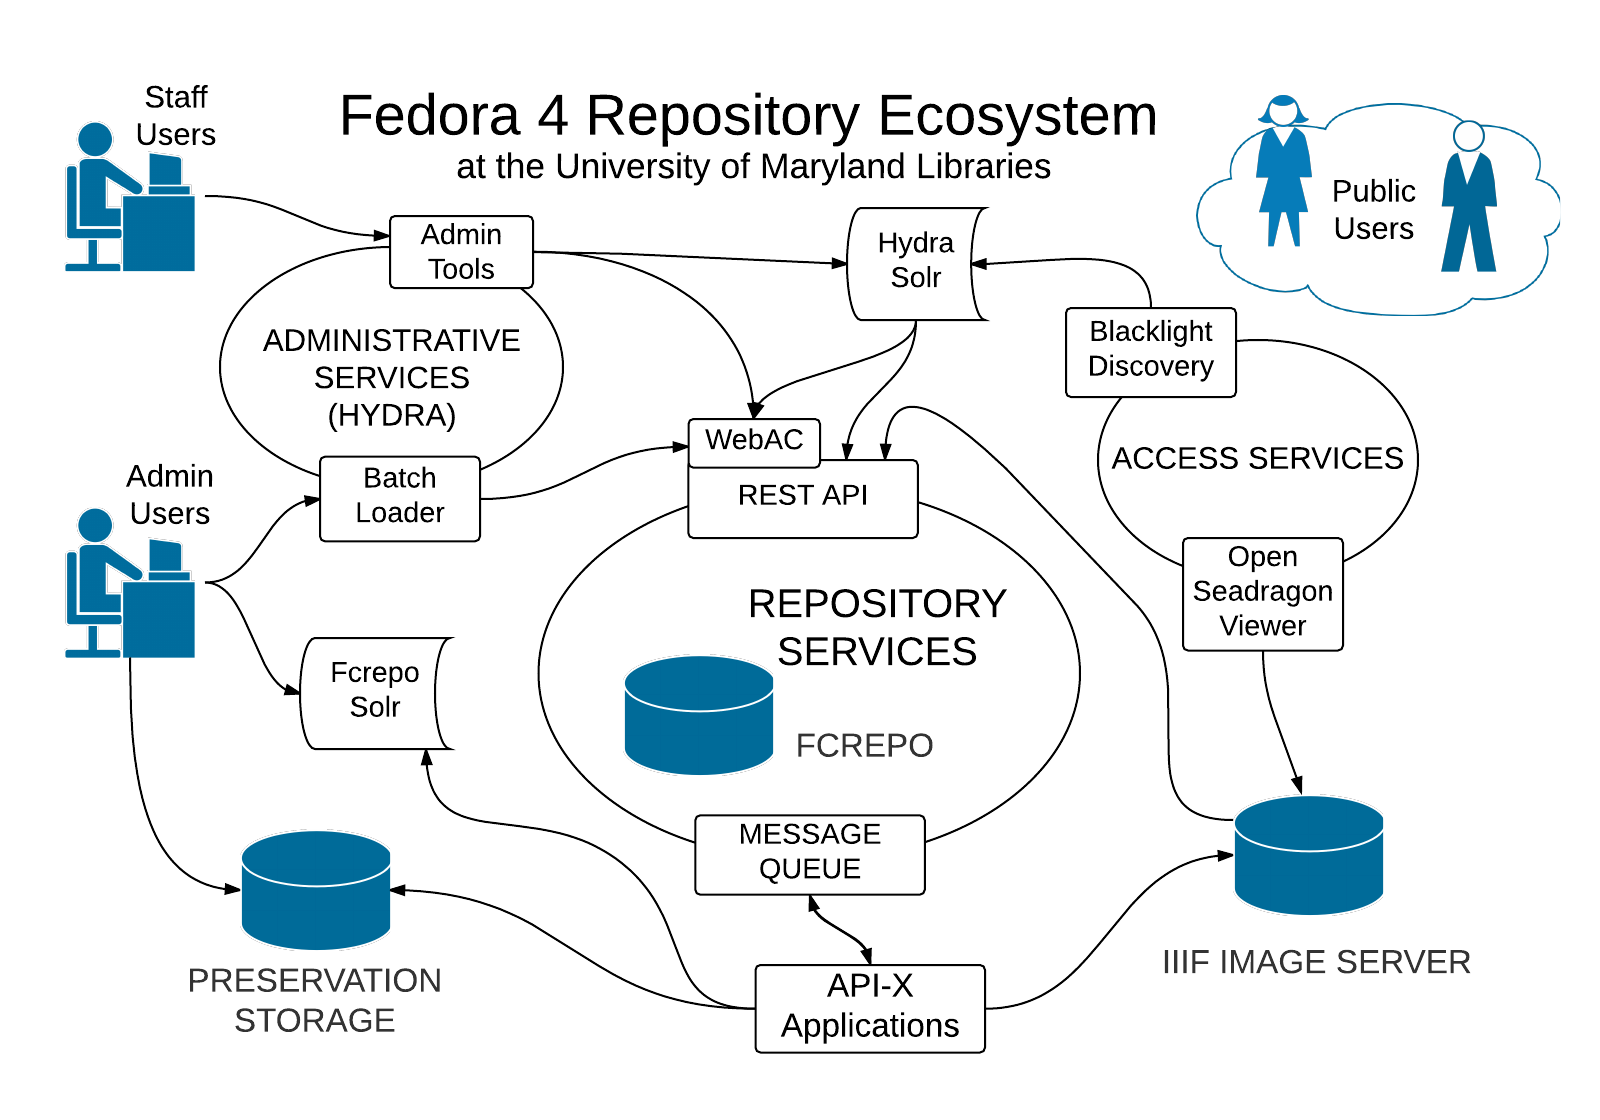 Fedora 4 Repository Ecosystem
at the University of Maryland Libraries
Staff
Users
Public
Users
Admin
Tools
Hydra
Solr
Blacklight
Discovery
ADMINISTRATIVE
SERVICES
(HYDRA)
WebAC
REST API
ACCESS SERVICES
Admin
Users
Batch
Loader
Open
Seadragon
Viewer
REPOSITORY
SERVICES
Fcrepo
Solr
FCREPO
MESSAGE
QUEUE
PRESERVATION
STORAGE
API-X
Applications
IIIF IMAGE SERVER